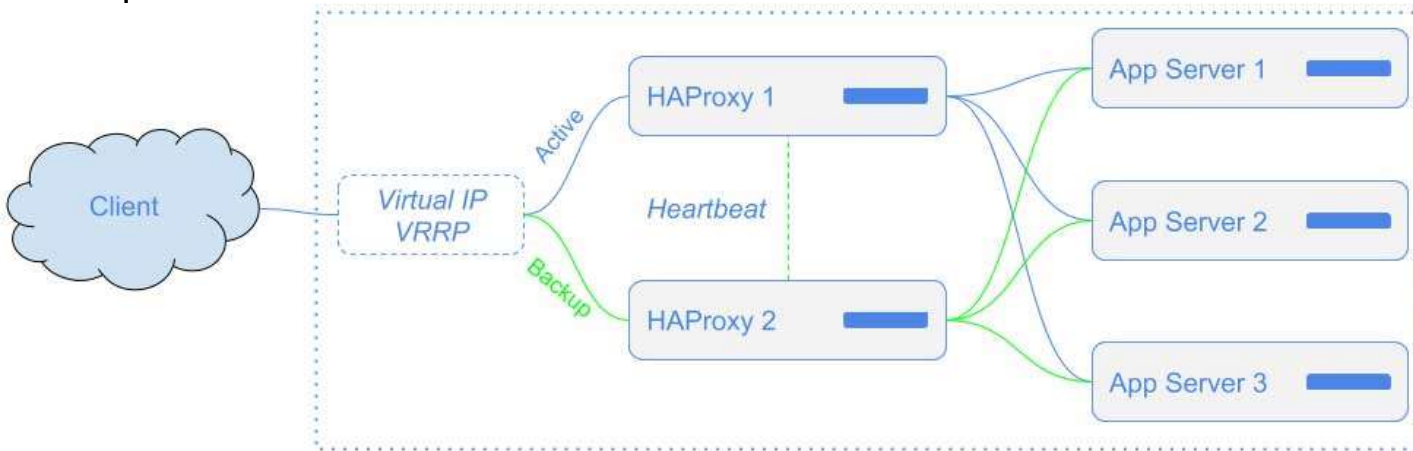 Client
Virtual IP
VRRP
Active
Backup
HAProxy 1
Heartbeat
HAProxy 2
App Server 1
App Server 2
App Server 3